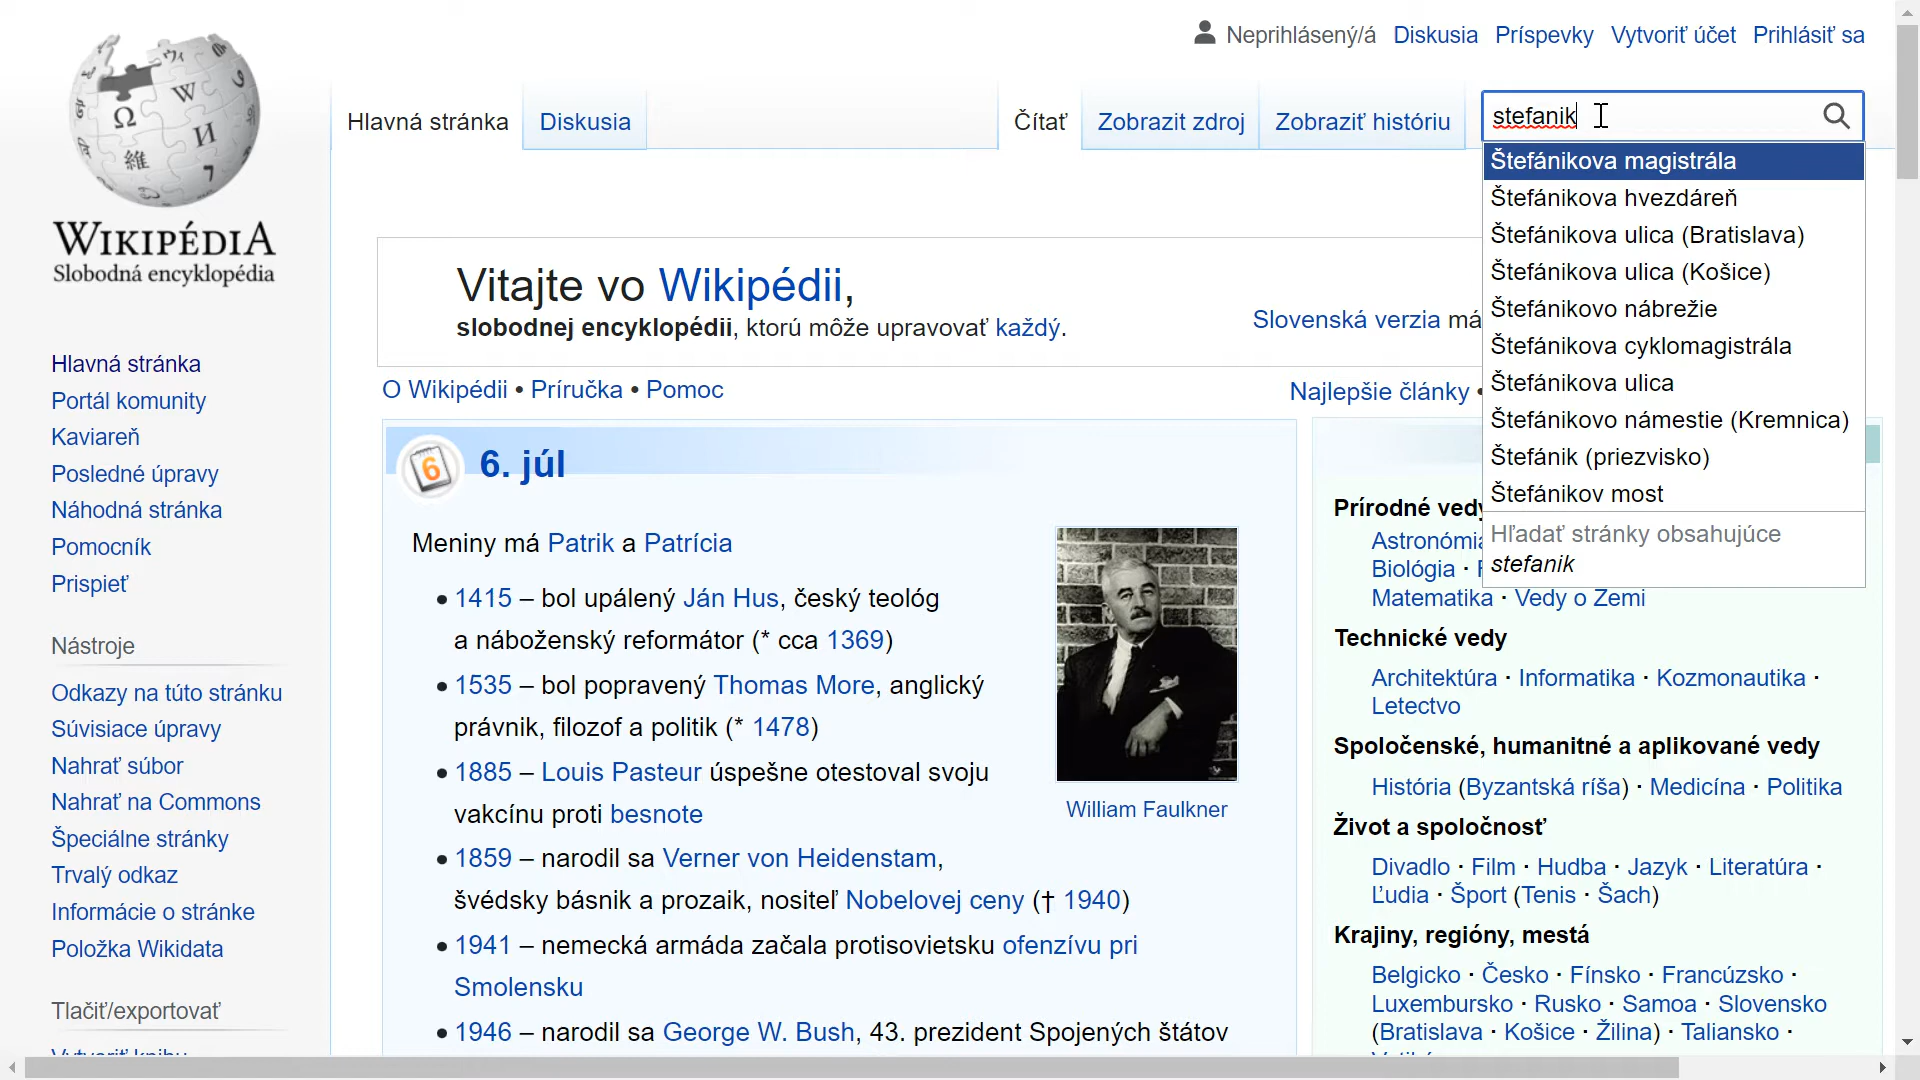 Neprihlásený/á Diskusia Príspevky Vytvoriť účet Prihlásiť sa
Hlavná stránka Diskusia Čítať Zobraziť zdroj Zobraziť históriu stefanik
Štefánikova magistrála
Štefánikova hvezdáreň
Štefánikova ulica (Bratislava)
Štefánikova ulica (Košice)
Štefánikovo nábrežie
Štefánikova cyklomagistrála
Štefánikova ulica
Štefánikovo námestie (Kremnica)
Štefánik (priezvisko)
Štefánikov most
Hľadať stránky obsahujúce
stefanik
WIKIPÉDIA
Slobodná encyklopédia
Hlavná stránka
Portál komunity
Kaviareň
Posledné úpravy
Náhodná stránka
Pomocník
Prispieť
Nástroje
Odkazy na túto stránku
Súvisiace úpravy
Nahrať súbor
Nahrať na Commons
Špeciálne stránky
Trvalý odkaz
Informácie o stránke
Položka Wikidata
Tlačiť/exportovať
Vitajte vo Wikipédii,
slobodnej encyklopédii, ktorú môže upravovať každý.
Slovenská verzia má
O Wikipédii • Príručka • Pomoc
Najlepšie články •
6. júl
Meniny má Patrik a Patrícia
• 1415 – bol upálený Ján Hus, český teológ
a náboženský reformátor (* cca 1369)
• 1535 – bol popravený Thomas More, anglický
právnik, filozof a politik (* 1478)
• 1885 – Louis Pasteur úspešne otestoval svoju
vakcínu proti besnote
• 1859 – narodil sa Verner von Heidenstam,
švédsky básnik a prozaik, nositeľ Nobelovej ceny († 1940)
• 1941 – nemecká armáda začala protisovietsku ofenzívu pri
Smolensku
• 1946 – narodil sa George W. Bush, 43. prezident Spojených štátov
William Faulkner
Prírodné vedy
Astronómia
Biológia ·
Matematika · Vedy o Zemi
Technické vedy
Architektúra · Informatika · Kozmonautika ·
Letectvo
Spoločenské, humanitné a aplikované vedy
História (Byzantská ríša) · Medicína · Politika
Život a spoločnosť
Divadlo · Film · Hudba · Jazyk · Literatúra ·
Ľudia · Šport (Tenis · Šach)
Krajiny, regióny, mestá
Belgicko · Česko · Fínsko · Francúzsko ·
Luxembursko · Rusko · Samoa · Slovensko
(Bratislava · Košice · Žilina) · Taliansko ·